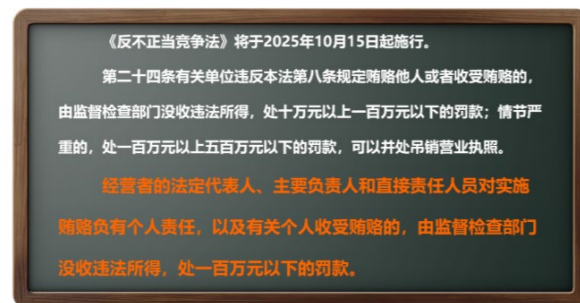 《反不正当竞争法》将于2025年10月15日起施行。
第二十四条有关单位违反本法第八条规定贿赂他人或者收受贿赂的，
由监督检查部门没收违法所得，处十万元以上一百万元以下的罚款；情节严
重的，处一百万元以上五百万元以下的罚款，可以并处吊销营业执照。
经营者的法定代表人、主要负责人和直接责任人员对实施
贿赂负有个人责任，以及有关个人收受贿赂的，由监督检查部门
没收违法所得，处一百万元以下的罚款。